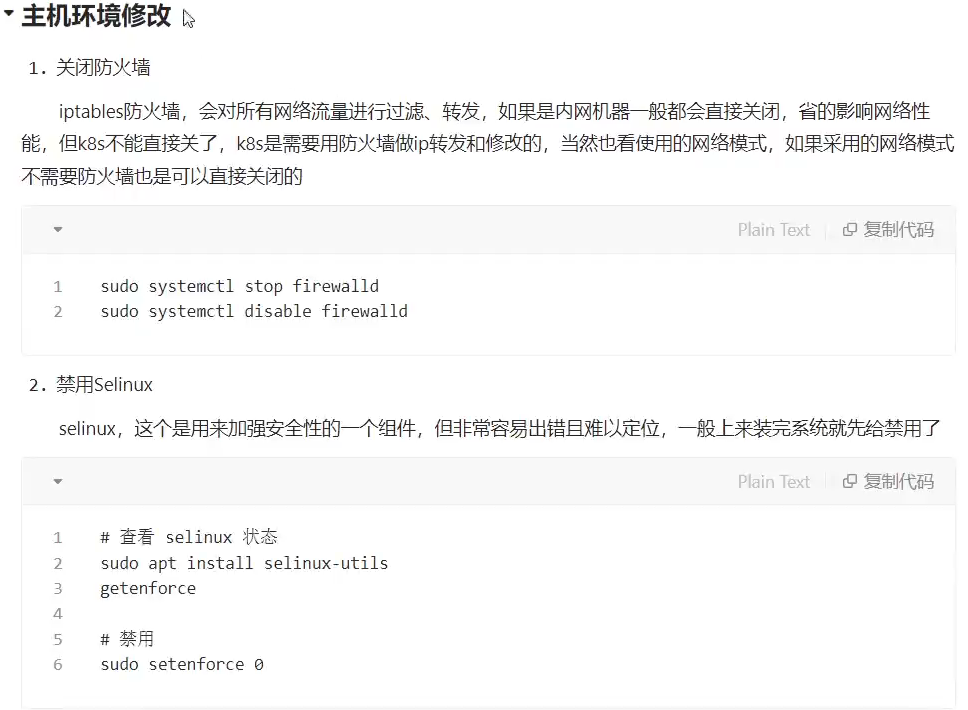 主机环境修改
1. 关闭防火墙
iptables防火墙，会对所有网络流量进行过滤、转发，如果是内网机器一般都会直接关闭，省的影响网络性
能，但k8s不能直接关了，k8s是需要用防火墙做ip转发和修改的，当然也看使用的网络模式，如果采用的网络模式
不需要防火墙也是可以直接关闭的
Plain Text 复制代码
1 sudo systemctl stop firewalld
2 sudo systemctl disable firewalld
2. 禁用Selinux
selinux，这个是用来加强安全性的一个组件，但非常容易出错且难以定位，一般上来装完系统就先给禁用了
Plain Text 复制代码
1 # 查看 selinux 状态
2 sudo apt install selinux-utils
3 getenforce
4
5 # 禁用
6 sudo setenforce 0